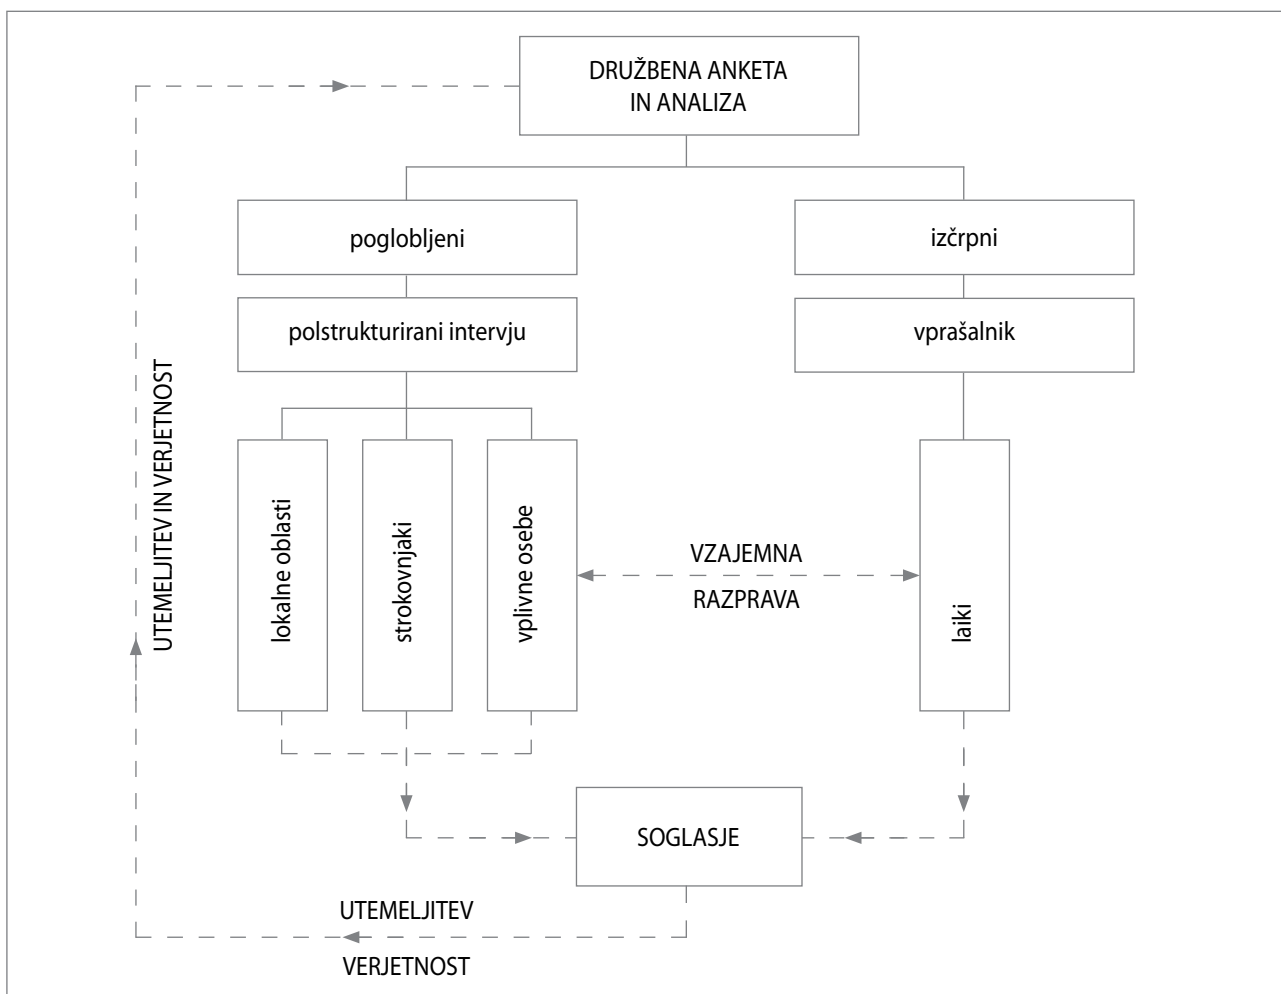 DRUŽBENA ANKETA
IN ANALIZA
poglobljeni
izčrpni
polstrukturirani intervju
vprašalnik
UTEMELJITEV IN VERJETNOST
lokalne oblasti
strokovnjaki
vplivne osebe
VZAJEMNA
RAZPRAVA
laiki
SOGLASJE
UTEMELJITEV
VERJETNOST